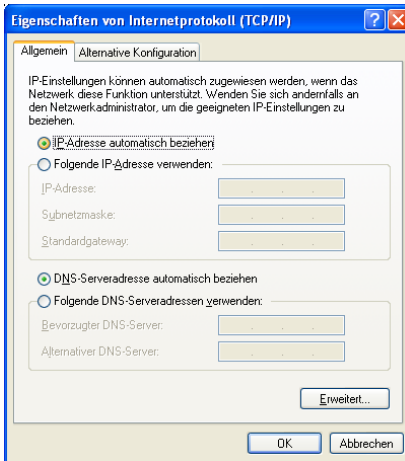 Eigenschaften von Internetprotokoll (TCP/IP)
Allgemein
Alternative Konfiguration
IP-Einstellungen können automatisch zugewiesen werden, wenn das
Netzwerk diese Funktion unterstützt. Wenden Sie sich andernfalls an
den Netzwerkadministrator, um die geeigneten IP-Einstellungen zu
beziehen.
IP-Adresse automatisch beziehen
Folgende IP-Adresse verwenden:
IP-Adresse:
Subnetzmaske:
Standardgateway:
DNS-Serveradresse automatisch beziehen
Folgende DNS-Serveradressen verwenden:
Bevorzugter DNS-Server:
Alternativer DNS-Server:
Erweitert...
OK
Abbrechen